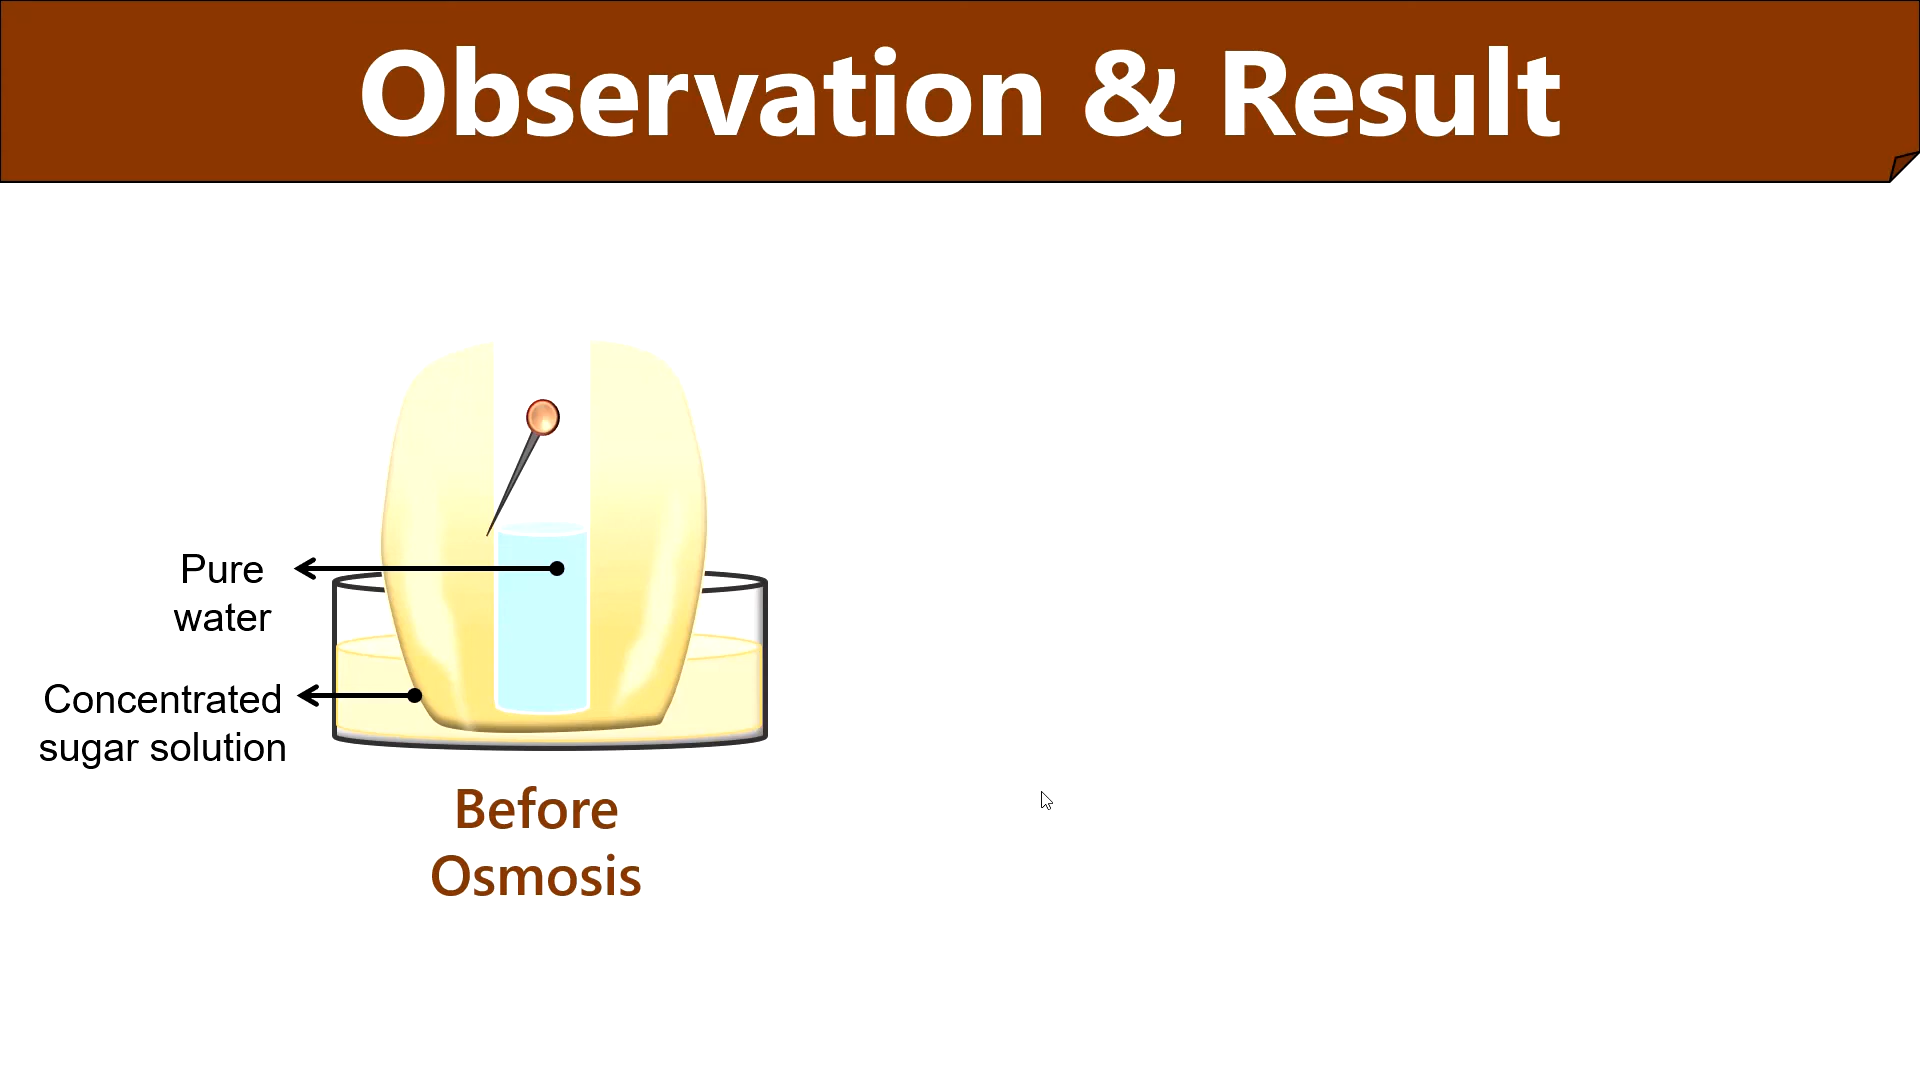 Observation & Result
Pure
water
Concentrated
sugar solution
Before
Osmosis